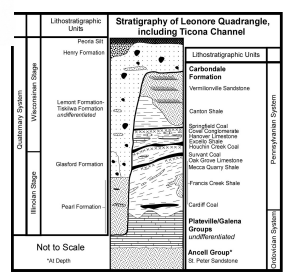 Lithostratigraphic
Units
Stratigraphy of Leonore Quadrangle,
including Ticona Channel
Peoria Silt
Henry Formation
Lithostratigraphic Units
Carbondale
Formation
Vermilionville Sandstone
Quaternary System
Wisconsinan Stage
Lemont Formation-
Tiskilwa Formation
undifferentiated
Canton Shale
Springfield Coal
Covel Conglomerate
Hanover Limestone
Excello Shale
Houchin Creek Coal
Survant Coal
Oak Grove Limestone
Mecca Quarry Shale
Pennsylvanian System
Glasford Formation
Illinoian Stage
Francis Creek Shale
Pearl Formation
Cardiff Coal
Plateville/Galena
Groups
undifferentiated
Ordovician System
Not to Scale
*At Depth
Ancell Group*
St. Peter Sandstone